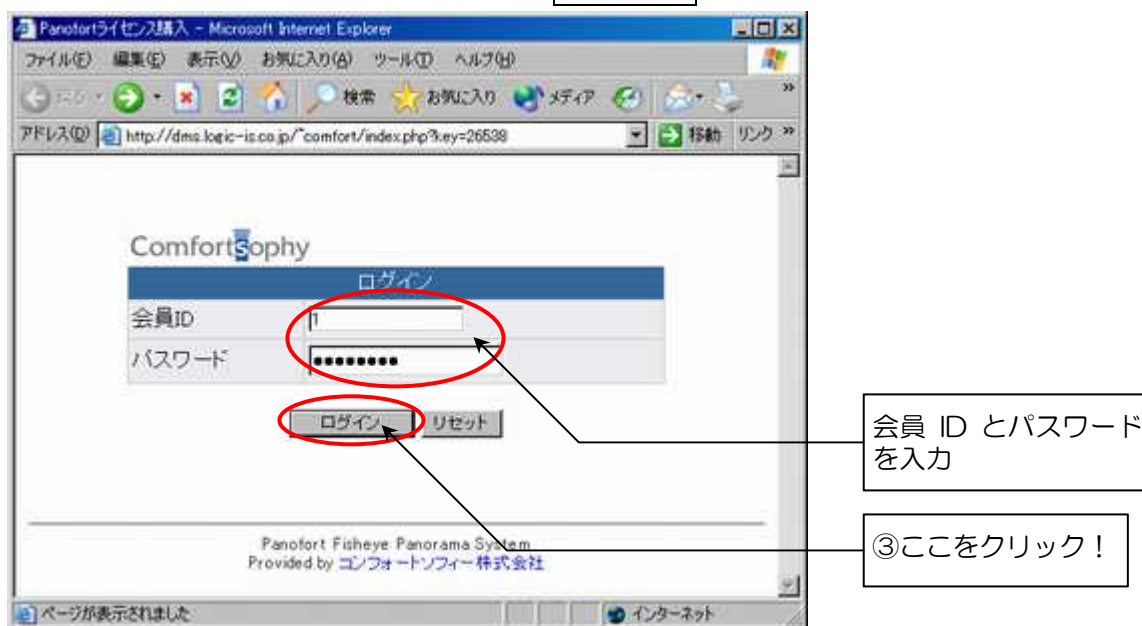 Panofortライセンス購入 - Microsoft Internet Explorer
ファイル(F) 編集(E) 表示(V) お気に入り(A) ツール(T) ヘルプ(H)
検索 お気に入り メディア »
アドレス(D) http://dms.logic-is.co.jp/~comfort/index.php?key=26538 移動 リンク »
Comfortsophy
ログイン
会員ID 1
パスワード ●●●●●●●●
ログイン リセット
会員 ID とパスワード
を入力
③ここをクリック！
Panofort Fisheye Panorama System
Provided by コンフォートソフィー株式会社
ページが表示されました インターネット